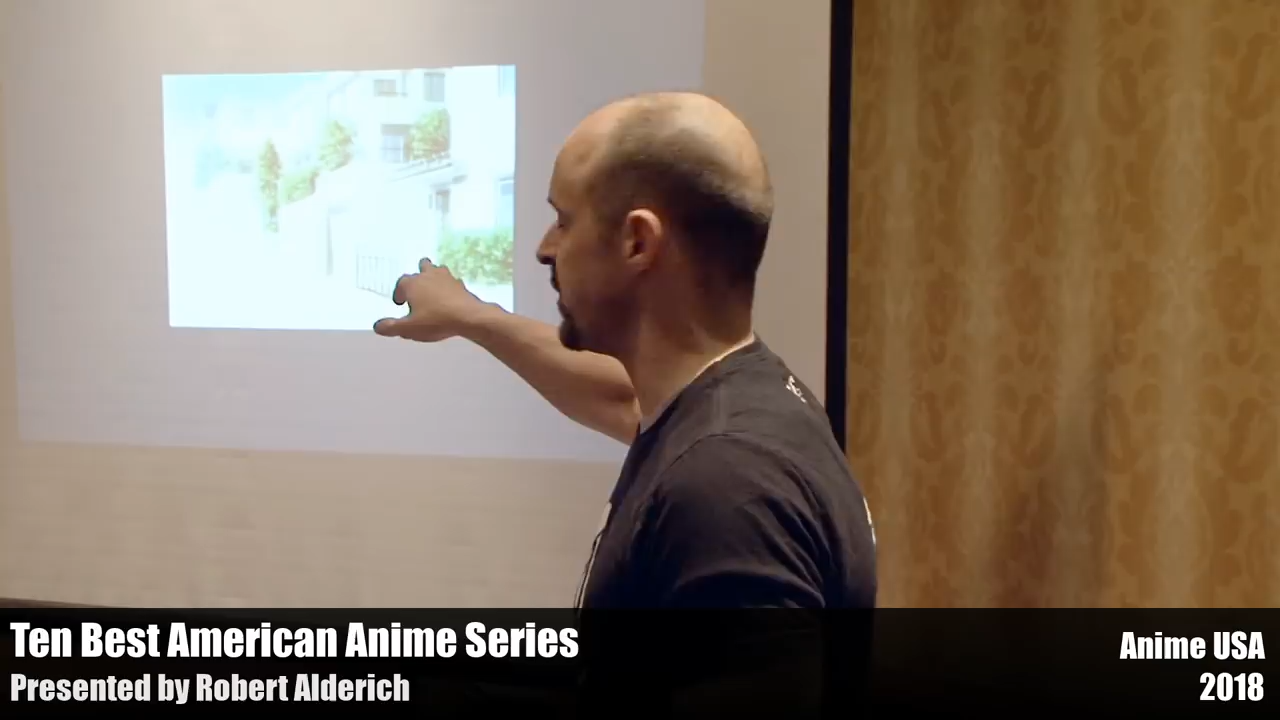 Ten Best American Anime Series
Presented by Robert Alderich
Anime USA
2018